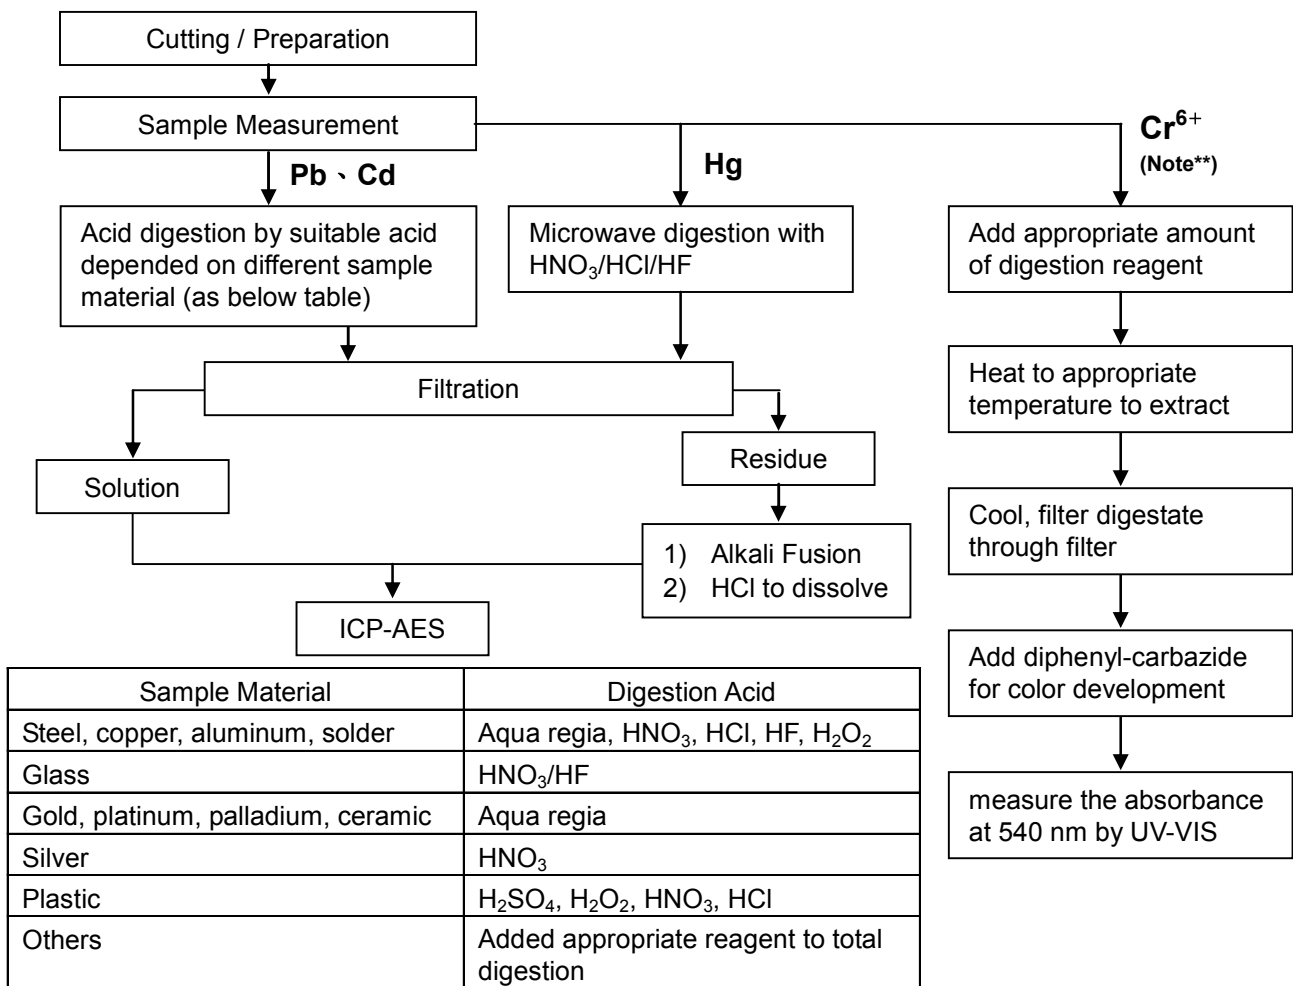 Cutting / Preparation
Sample Measurement
Pb、Cd
Hg
Cr⁶⁺
(Note**)
Acid digestion by suitable acid
depended on different sample
material (as below table)
Microwave digestion with
HNO₃/HCl/HF
Add appropriate amount
of digestion reagent
Filtration
Heat to appropriate
temperature to extract
Solution
Residue
Cool, filter digestate
through filter
1) Alkali Fusion
2) HCl to dissolve
ICP-AES
Add diphenyl-carbazide
for color development
measure the absorbance
at 540 nm by UV-VIS
Sample Material Digestion Acid
Steel, copper, aluminum, solder Aqua regia, HNO₃, HCl, HF, H₂O₂
Glass HNO₃/HF
Gold, platinum, palladium, ceramic Aqua regia
Silver HNO₃
Plastic H₂SO₄, H₂O₂, HNO₃, HCl
Others Added appropriate reagent to total
digestion